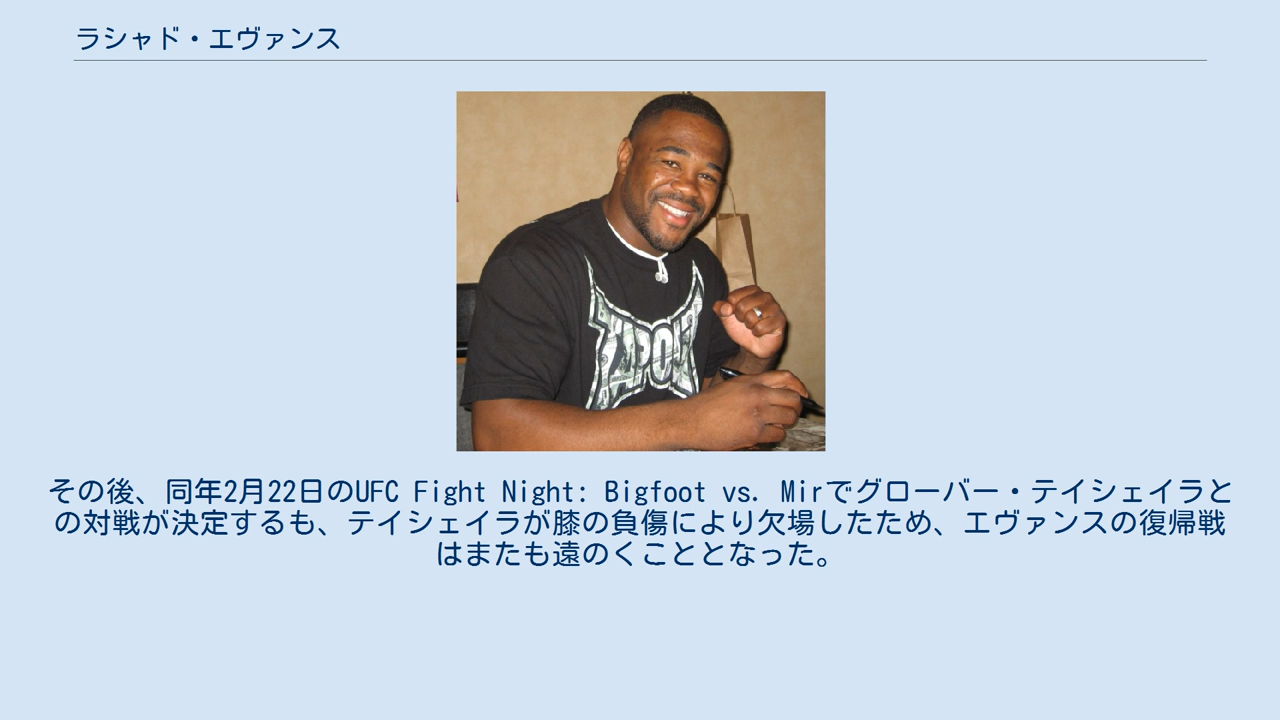 ラシャド・エヴァンス
TAPOUT
その後、同年2月22日のUFC Fight Night: Bigfoot vs. Mirでグローバー・テイシェイラと
の対戦が決定するも、テイシェイラが膝の負傷により欠場したため、エヴァンスの復帰戦
はまたも遠のくこととなった。